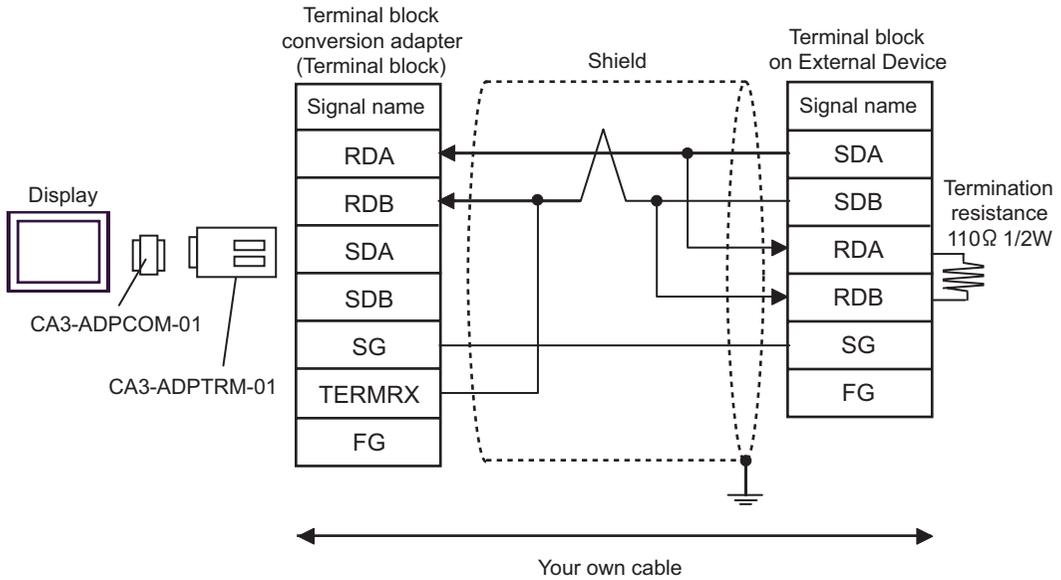 Terminal block
conversion adapter
(Terminal block)
Shield
Terminal block
on External Device
Signal name
RDA
RDB
SDA
SDB
SG
TERMRX
FG
Signal name
SDA
SDB
RDA
RDB
SG
FG
Termination
resistance
110Ω 1/2W
Display
CA3-ADPCOM-01
CA3-ADPTRM-01
Your own cable